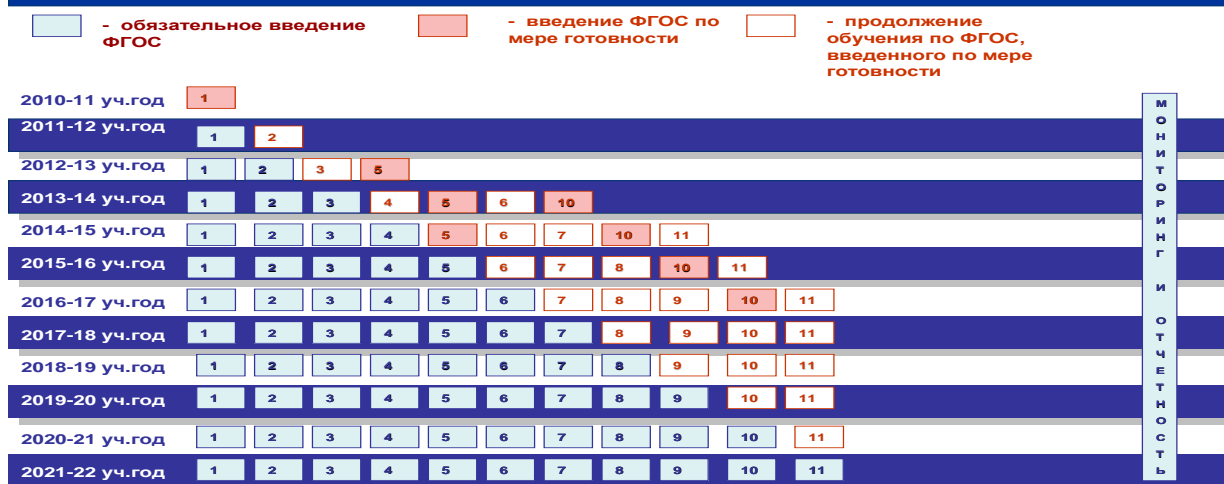 - обязательное введение
ФГОС
- введение ФГОС по
мере готовности
- продолжение
обучения по ФГОС,
введенного по мере
готовности
2010-11 уч.год 1
2011-12 уч.год 1 2
2012-13 уч.год 1 2 3 5
2013-14 уч.год 1 2 3 4 5 6 10
2014-15 уч.год 1 2 3 4 5 6 7 10 11
2015-16 уч.год 1 2 3 4 5 6 7 8 10 11
2016-17 уч.год 1 2 3 4 5 6 7 8 9 10 11
2017-18 уч.год 1 2 3 4 5 6 7 8 9 10 11
2018-19 уч.год 1 2 3 4 5 6 7 8 9 10 11
2019-20 уч.год 1 2 3 4 5 6 7 8 9 10 11
2020-21 уч.год 1 2 3 4 5 6 7 8 9 10 11
2021-22 уч.год 1 2 3 4 5 6 7 8 9 10 11
МОНИТОРИНГ И ОТЧЕТНОСТЬ